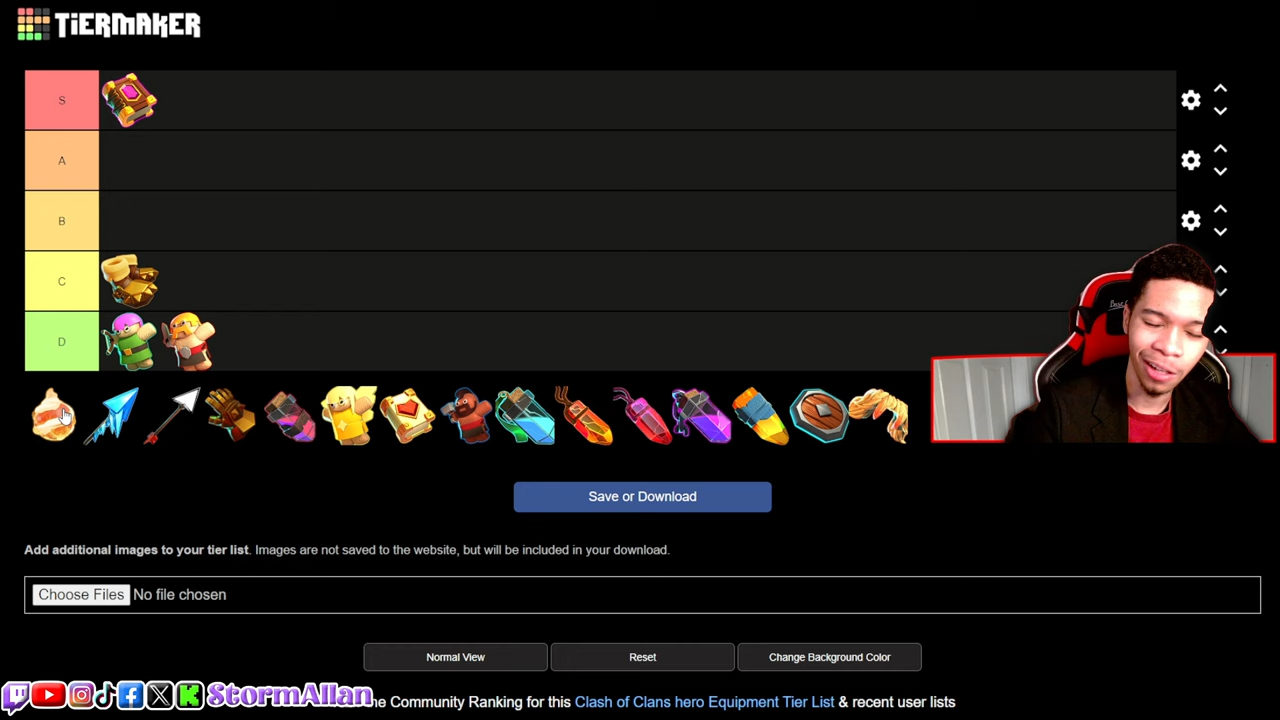 TIERMAKER
S
A
B
C
D
Save or Download
Add additional images to your tier list. Images are not saved to the website, but will be included in your download.
Choose Files No file chosen
Normal View
Reset
Change Background Color
StormAllan
he Community Ranking for this Clash of Clans hero Equipment Tier List & recent user lists